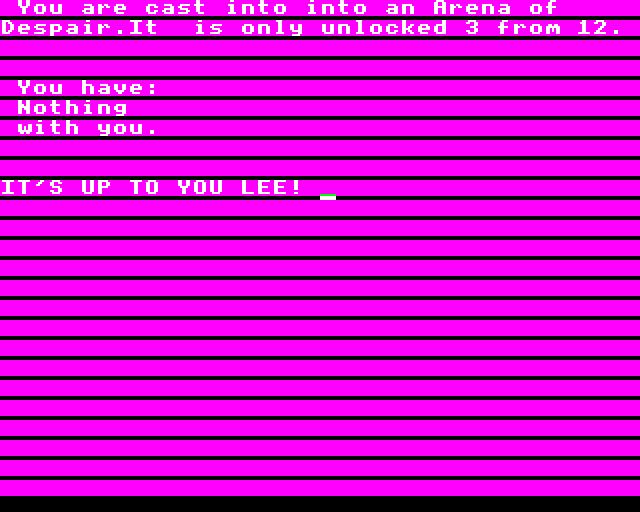 You are cast into into an Arena of
Despair.It  is only unlocked 3 from 12.
You have:
Nothing
with you.
IT'S UP TO YOU LEE! _